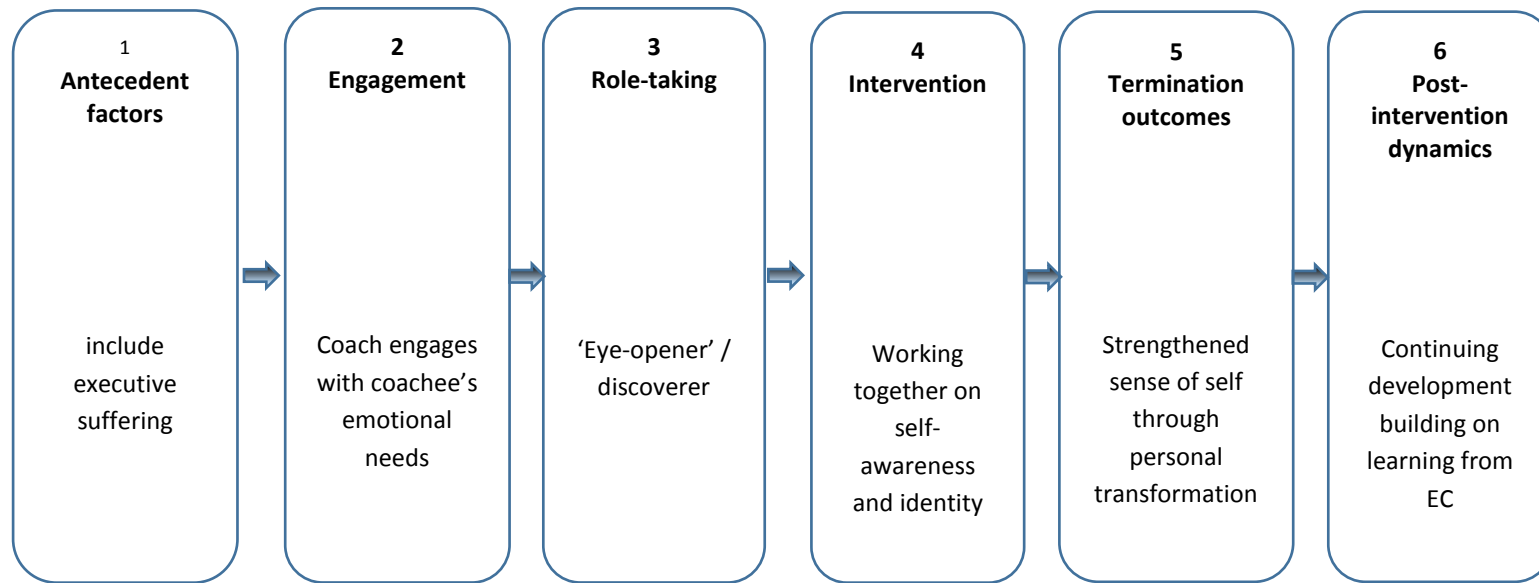 1
Antecedent
factors
include
executive
suffering
2
Engagement
Coach engages
with coachee’s
emotional
needs
3
Role-taking
‘Eye-opener’ /
discoverer
4
Intervention
Working
together on
self-
awareness
and identity
5
Termination
outcomes
Strengthened
sense of self
through
personal
transformation
6
Post-
intervention
dynamics
Continuing
development
building on
learning from
EC